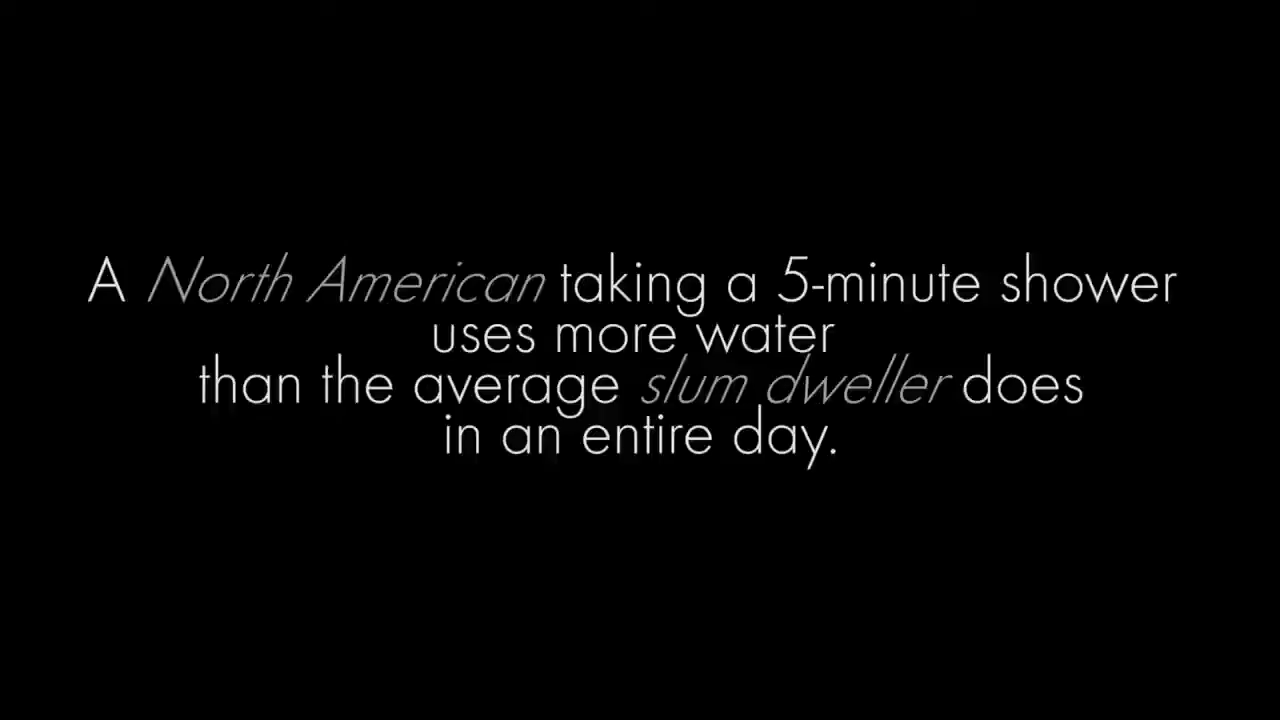 A North American taking a 5-minute shower
uses more water
than the average slum dweller does
in an entire day.